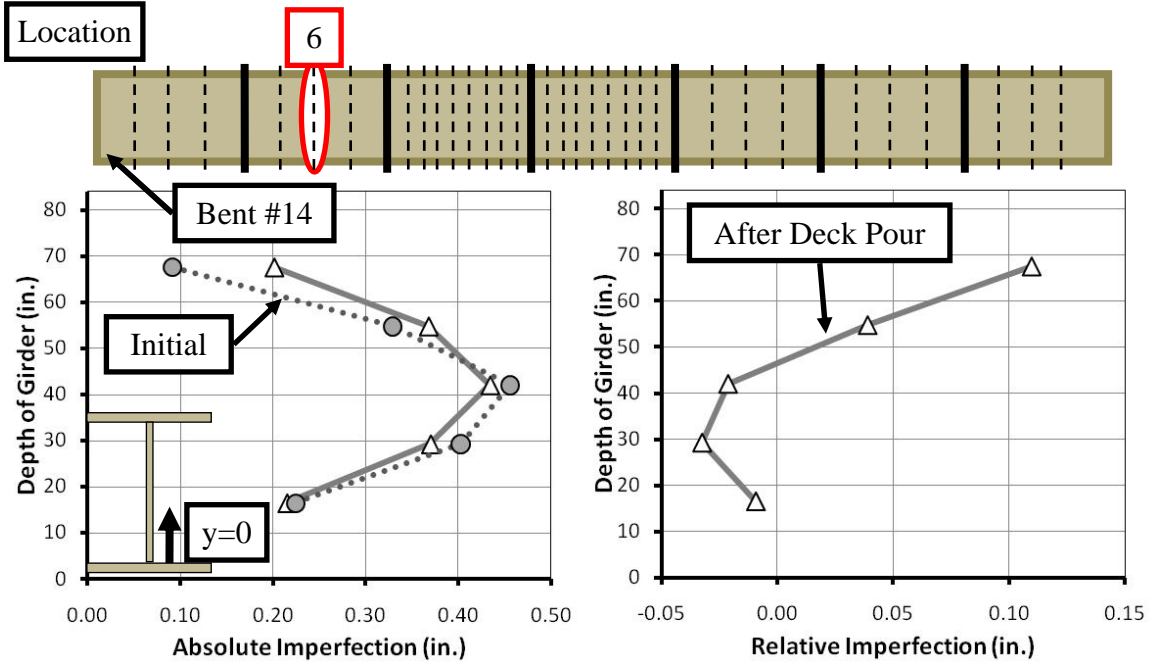 Location
6
Bent #14
Initial
y=0
80
70
60
50
40
30
20
10
0
Depth of Girder (in.)
0.00 0.10 0.20 0.30 0.40 0.50
Absolute Imperfection (in.)
After Deck Pour
80
70
60
50
40
30
20
10
0
Depth of Girder (in.)
-0.05 0.00 0.05 0.10 0.15
Relative Imperfection (in.)